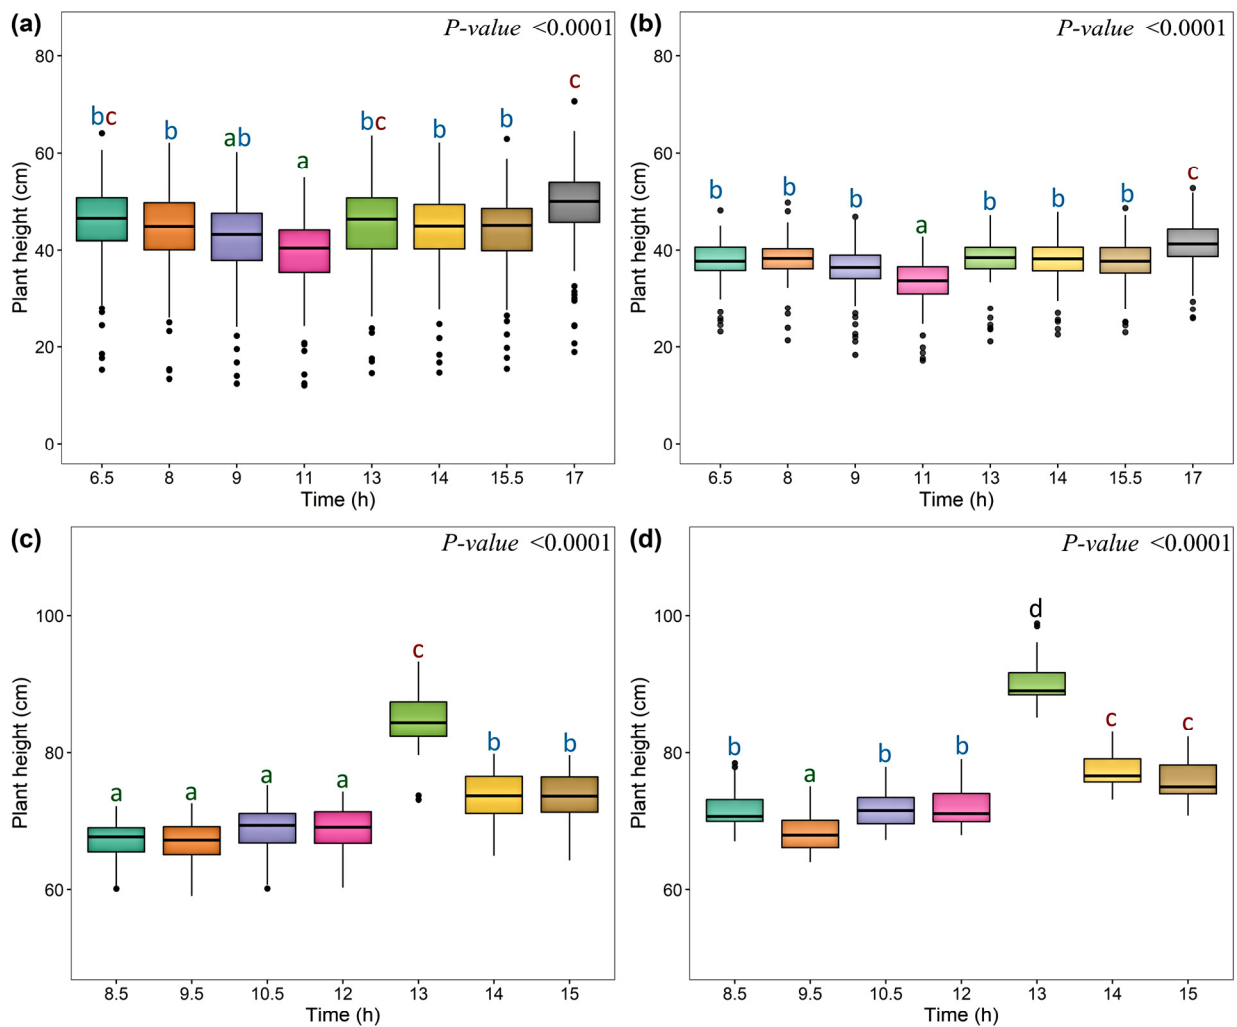 (a)
P-value <0.0001
Plant height (cm)
80
60
40
20
0
bc
b
ab
a
bc
b
b
c
6.5 8 9 11 13 14 15.5 17
Time (h)
(b)
P-value <0.0001
Plant height (cm)
80
60
40
20
0
b
b
b
a
b
b
b
c
6.5 8 9 11 13 14 15.5 17
Time (h)
(c)
P-value <0.0001
Plant height (cm)
100
80
60
a
a
a
a
c
b
b
8.5 9.5 10.5 12 13 14 15
Time (h)
(d)
P-value <0.0001
Plant height (cm)
100
80
60
b
a
b
b
d
c
c
8.5 9.5 10.5 12 13 14 15
Time (h)